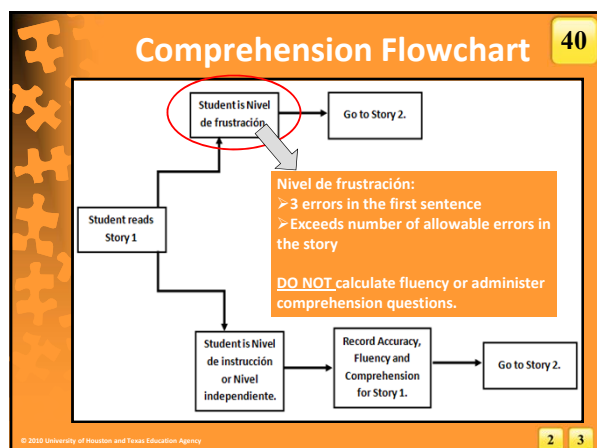 Comprehension Flowchart
40
Student is Nivel
de frustración.
Go to Story 2.
Nivel de frustración:
➢3 errors in the first sentence
➢Exceeds number of allowable errors in
the story
DO NOT calculate fluency or administer
comprehension questions.
Student reads
Story 1
Student is Nivel
de instrucción
or Nivel
independiente.
Record Accuracy,
Fluency and
Comprehension
for Story 1.
Go to Story 2.
© 2010 University of Houston and Texas Education Agency
2 3